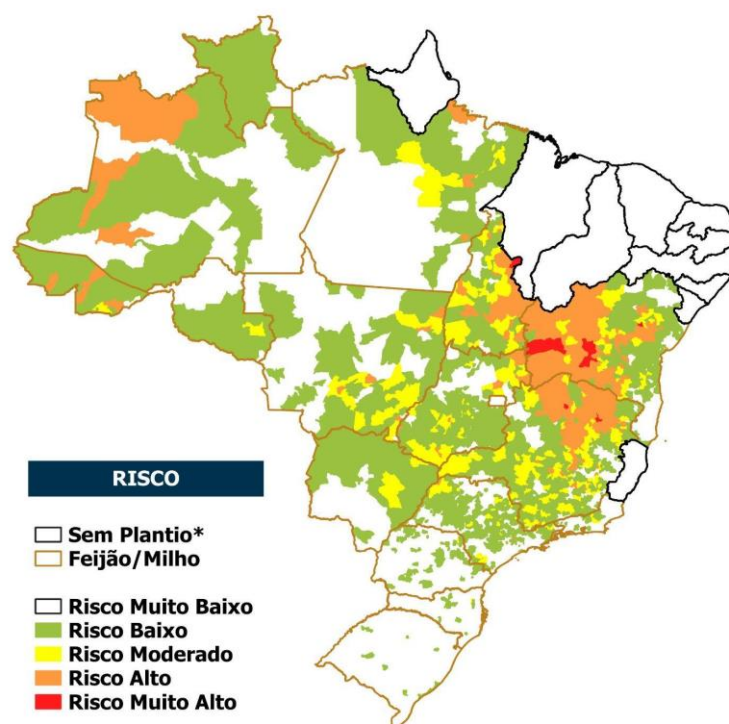 RISCO
Sem Plantio*
Feijão/Milho
Risco Muito Baixo
Risco Baixo
Risco Moderado
Risco Alto
Risco Muito Alto